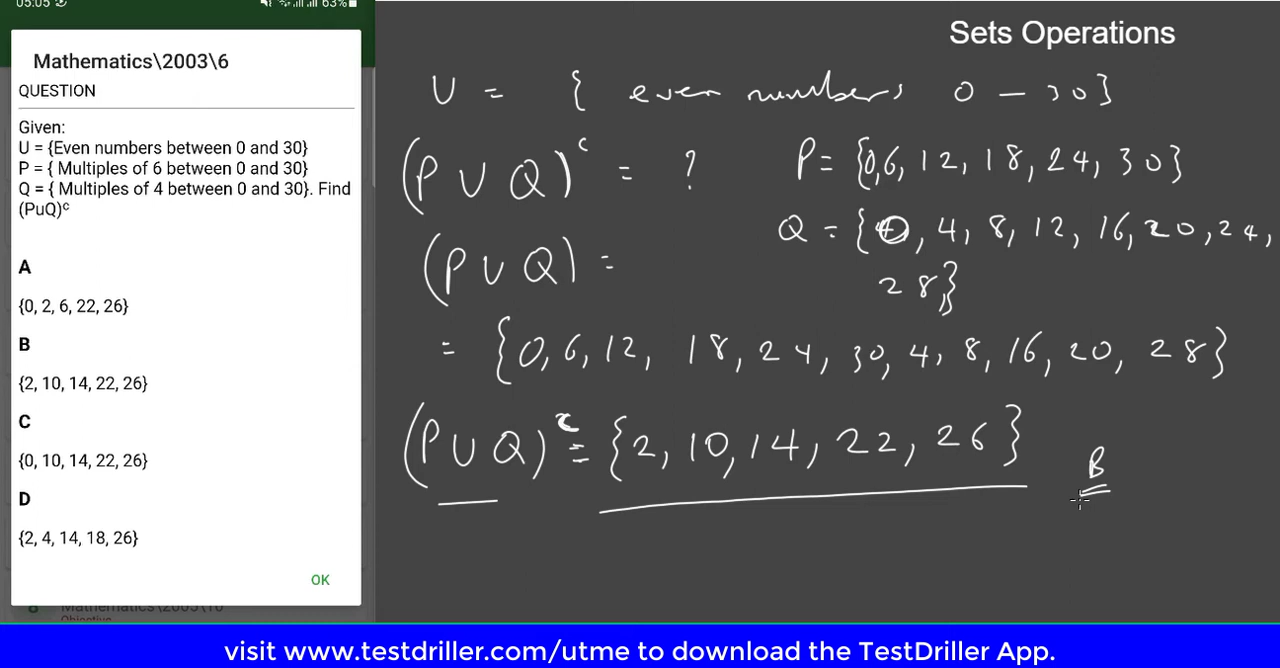 05:05
63%
Mathematics\2003\6
QUESTION
Given:
U = {Even numbers between 0 and 30}
P = { Multiples of 6 between 0 and 30}
Q = { Multiples of 4 between 0 and 30}. Find
(PuQ)ᶜ
A
{0, 2, 6, 22, 26}
B
{2, 10, 14, 22, 26}
C
{0, 10, 14, 22, 26}
D
{2, 4, 14, 18, 26}
OK
Sets Operations
U = { even numbers 0 – 30}
(P U Q)ᶜ = ?
P = {0,6, 12, 18, 24, 30}
Q = {0, 4, 8, 12, 16, 20, 24,
28,}
(P U Q) =
= {0, 6, 12, 18, 24, 30, 4, 8, 16, 20, 28}
(P U Q)ᶜ = {2, 10, 14, 22, 26}
B
visit www.testdriller.com/utme to download the TestDriller App.